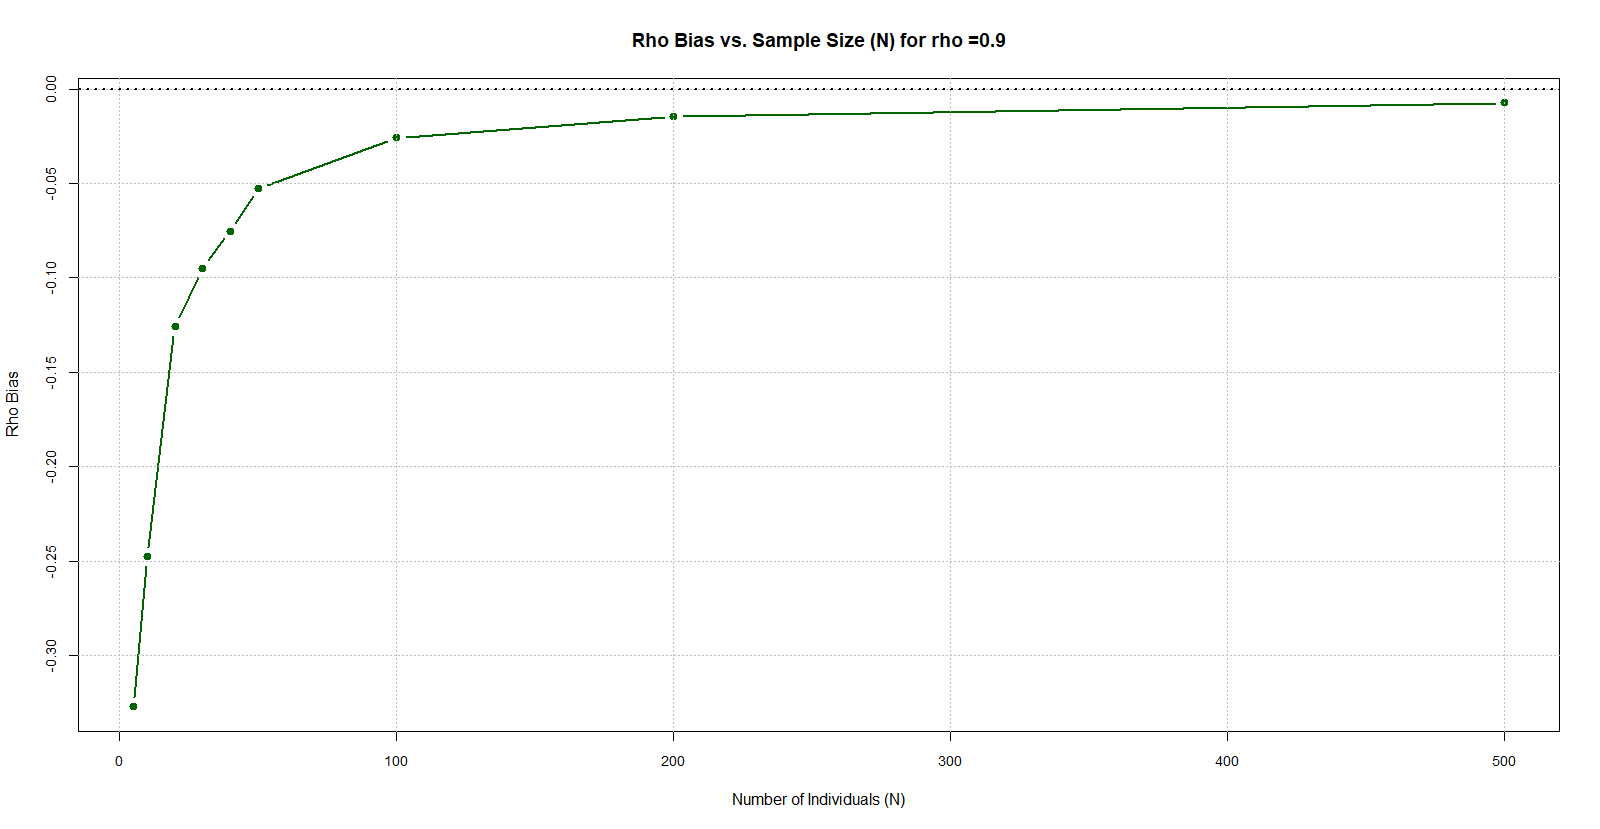 Rho Bias vs. Sample Size (N) for rho =0.9
0.00
-0.05
-0.10
-0.15
-0.20
-0.25
-0.30
Rho Bias
0 100 200 300 400 500
Number of Individuals (N)